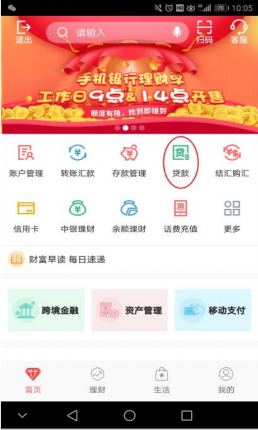 10:05
退出
请输入
扫码
客服
手机银行理财季
工作日9点&14点开售
额度有限，抢到即赚到
账户管理
转账汇款
存款管理
贷
贷款
结汇购汇
信用卡
中银理财
余额理财
话费充值
更多
财富早读 每日速递
跨境金融
资产管理
移动支付
首页
理财
生活
我的